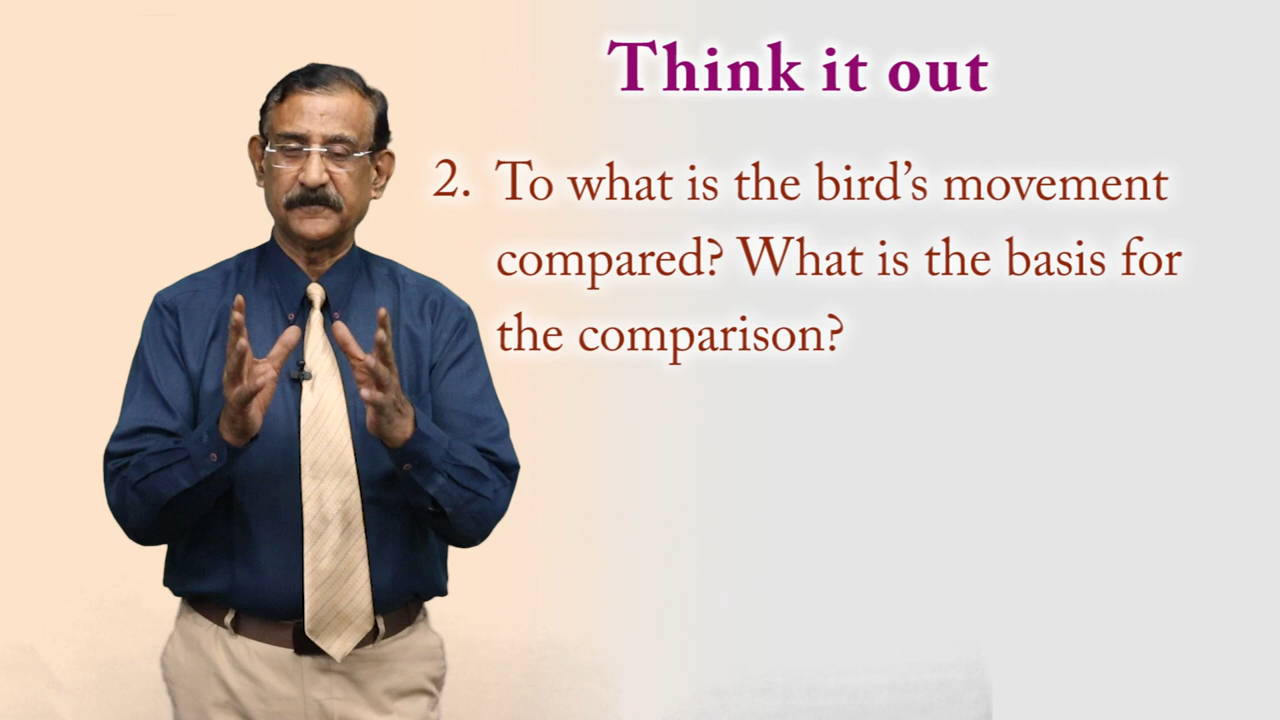 Think it out
2. To what is the bird’s movement
compared? What is the basis for
the comparison?